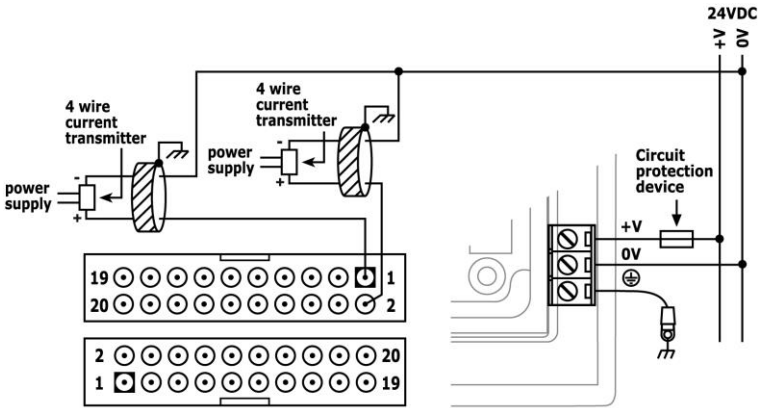 24VDC
+V
0V
4 wire
current
transmitter
-
+
power
supply
4 wire
current
transmitter
-
+
power
supply
Circuit
protection
device
+V
0V
19
1
20
2
2
20
1
19